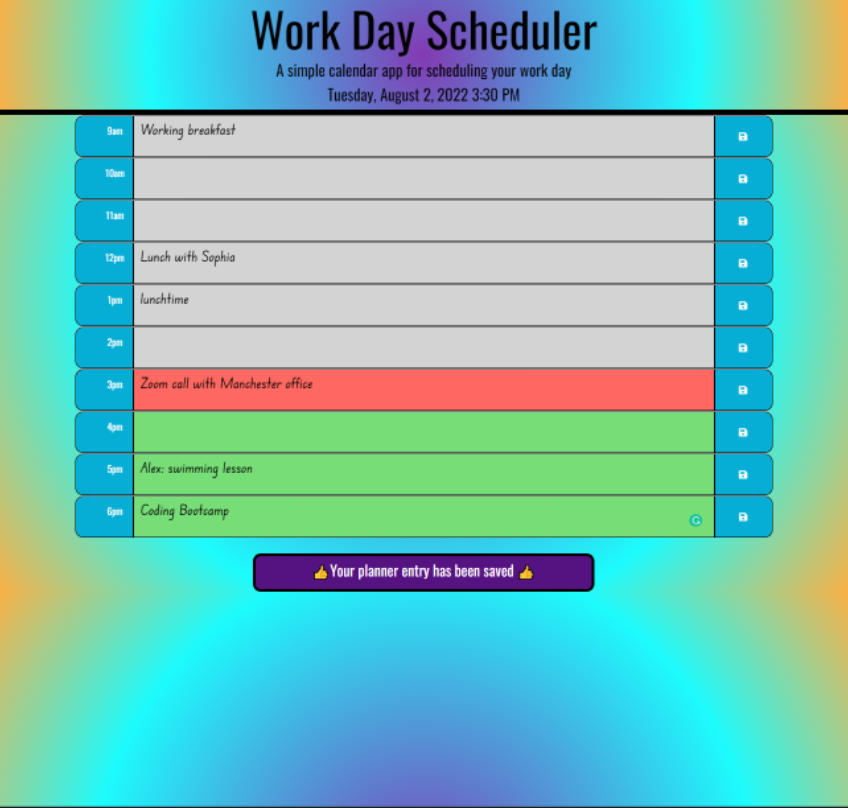 Work Day Scheduler
A simple calendar app for scheduling your work day
Tuesday, August 2, 2022 3:30 PM
9am Working breakfast
10am
11am
12pm Lunch with Sophia
1pm lunchtime
2pm
3pm Zoom call with Manchester office
4pm
5pm Alex: swimming lesson
6pm Coding Bootcamp
👍Your planner entry has been saved 👍